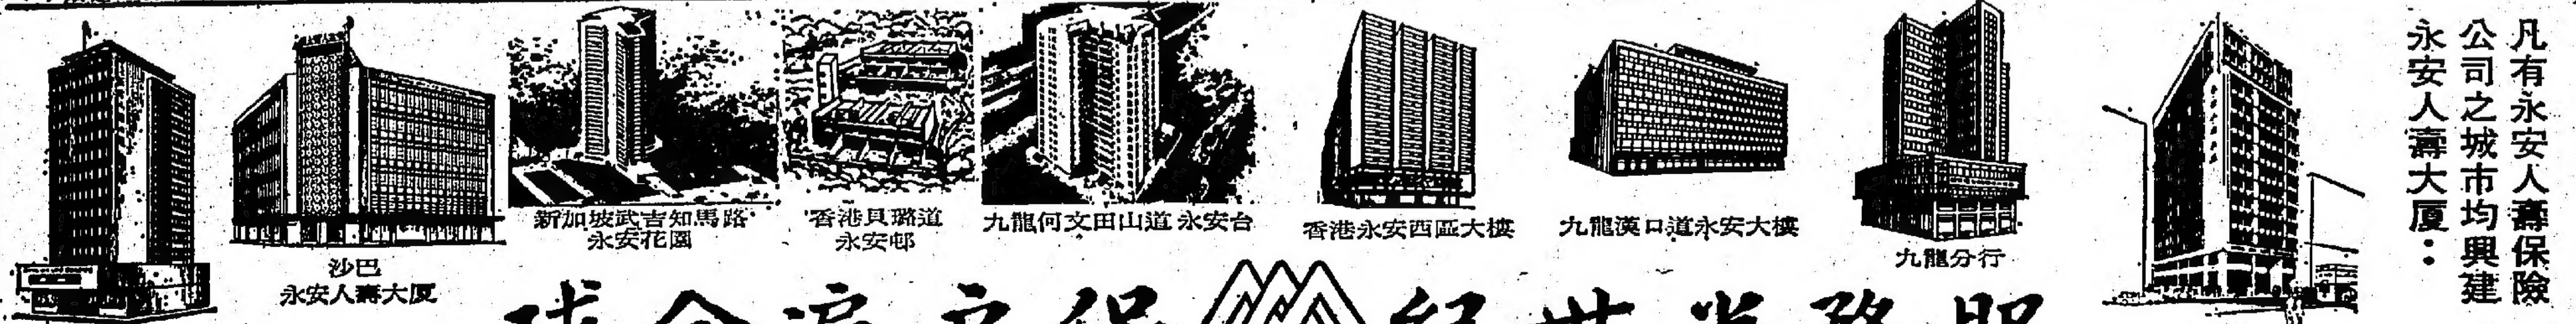 凡有永安人壽保險
公司之城市均興建
永安人壽大厦：
九龍分行
九龍漢口道永安大樓
香港永安西區大樓
九龍何文田山道永安台
香港貝璐道
永安邨
新加坡武吉知馬路
永安花園
沙巴
永安人壽大厦